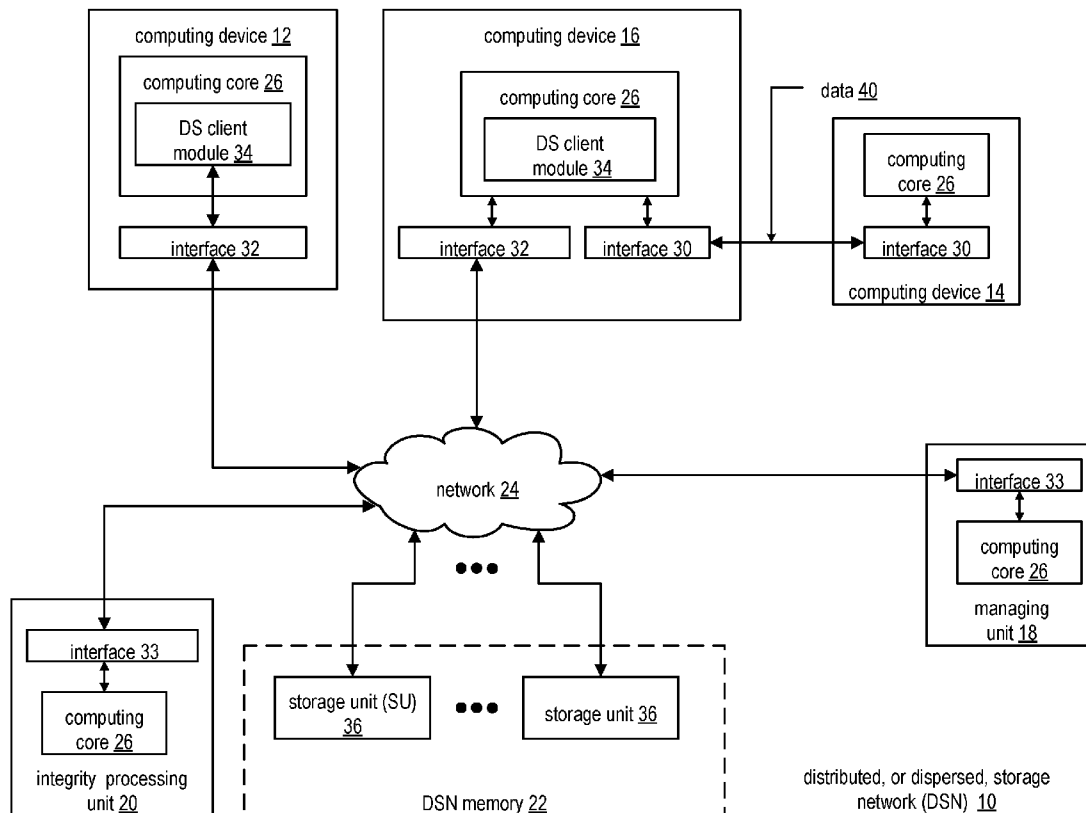 computing device 12
computing core 26
DS client
module 34
interface 32
computing device 16
computing core 26
DS client
module 34
interface 32
interface 30
data 40
computing
core 26
interface 30
computing device 14
network 24
interface 33
computing
core 26
managing
unit 18
interface 33
computing
core 26
integrity processing
unit 20
storage unit (SU)
36
storage unit 36
DSN memory 22
distributed, or dispersed, storage
network (DSN) 10